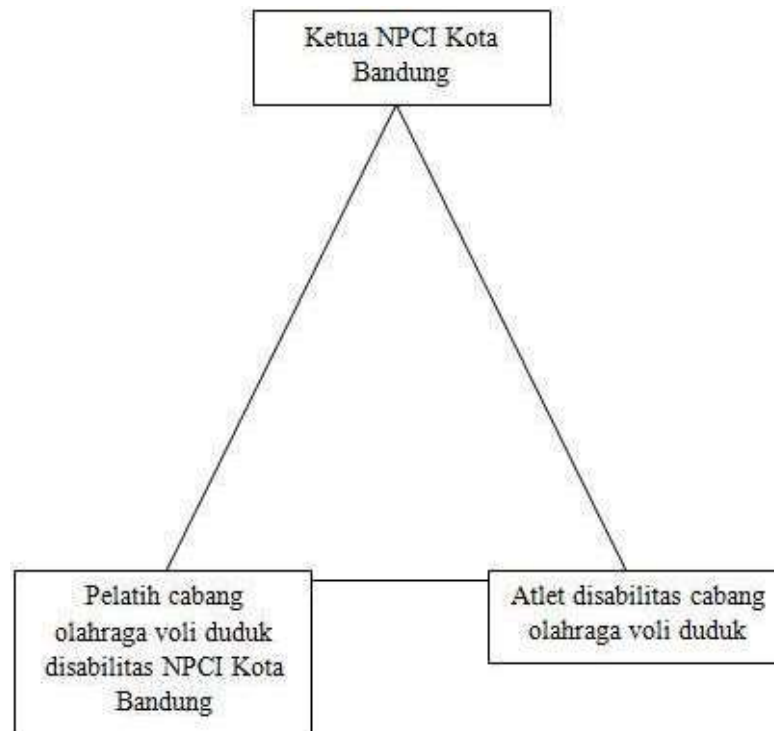 Ketua NPCI Kota
Bandung
Pelatih cabang
olahraga voli duduk
disabilitas NPCI Kota
Bandung
Atlet disabilitas cabang
olahraga voli duduk